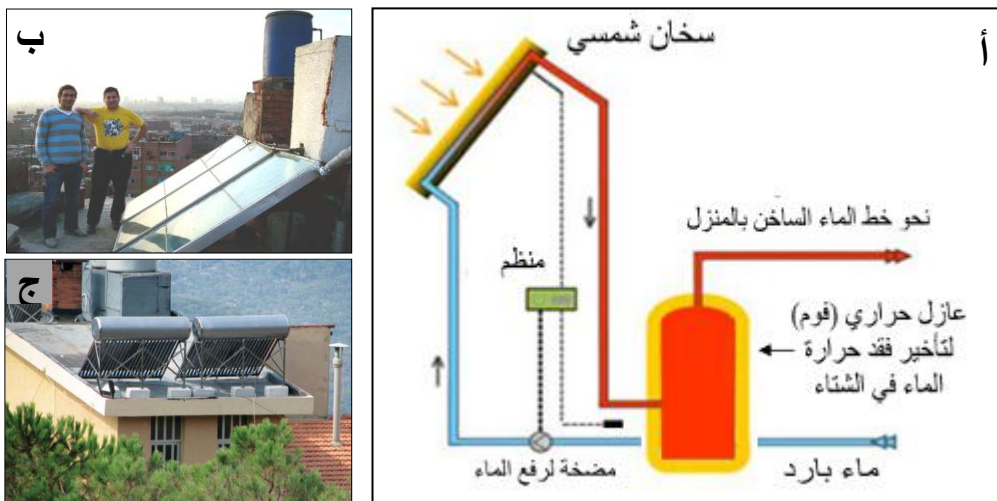 أ
سخان شمسي
نحو خط الماء الساخن بالمنزل
منظم
عازل حراري (فوم)
لتأخير فقد حرارة
الماء في الشتاء
مضخة لرفع الماء
ماء بارد
ب
ج